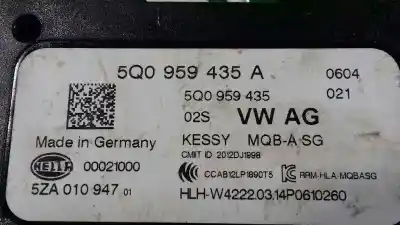 5Q0 959 435 A 0604
5Q0 959 435 021
02S VW AG
Made in Germany KESSY MQB-A SG
CMIIT ID 2012DJ1998
HELLA 00021000 CCAB12LP1890T5 RRM-HLA-MQBASG
5ZA 010 947 01 HLH-W4222.03.14P0610260